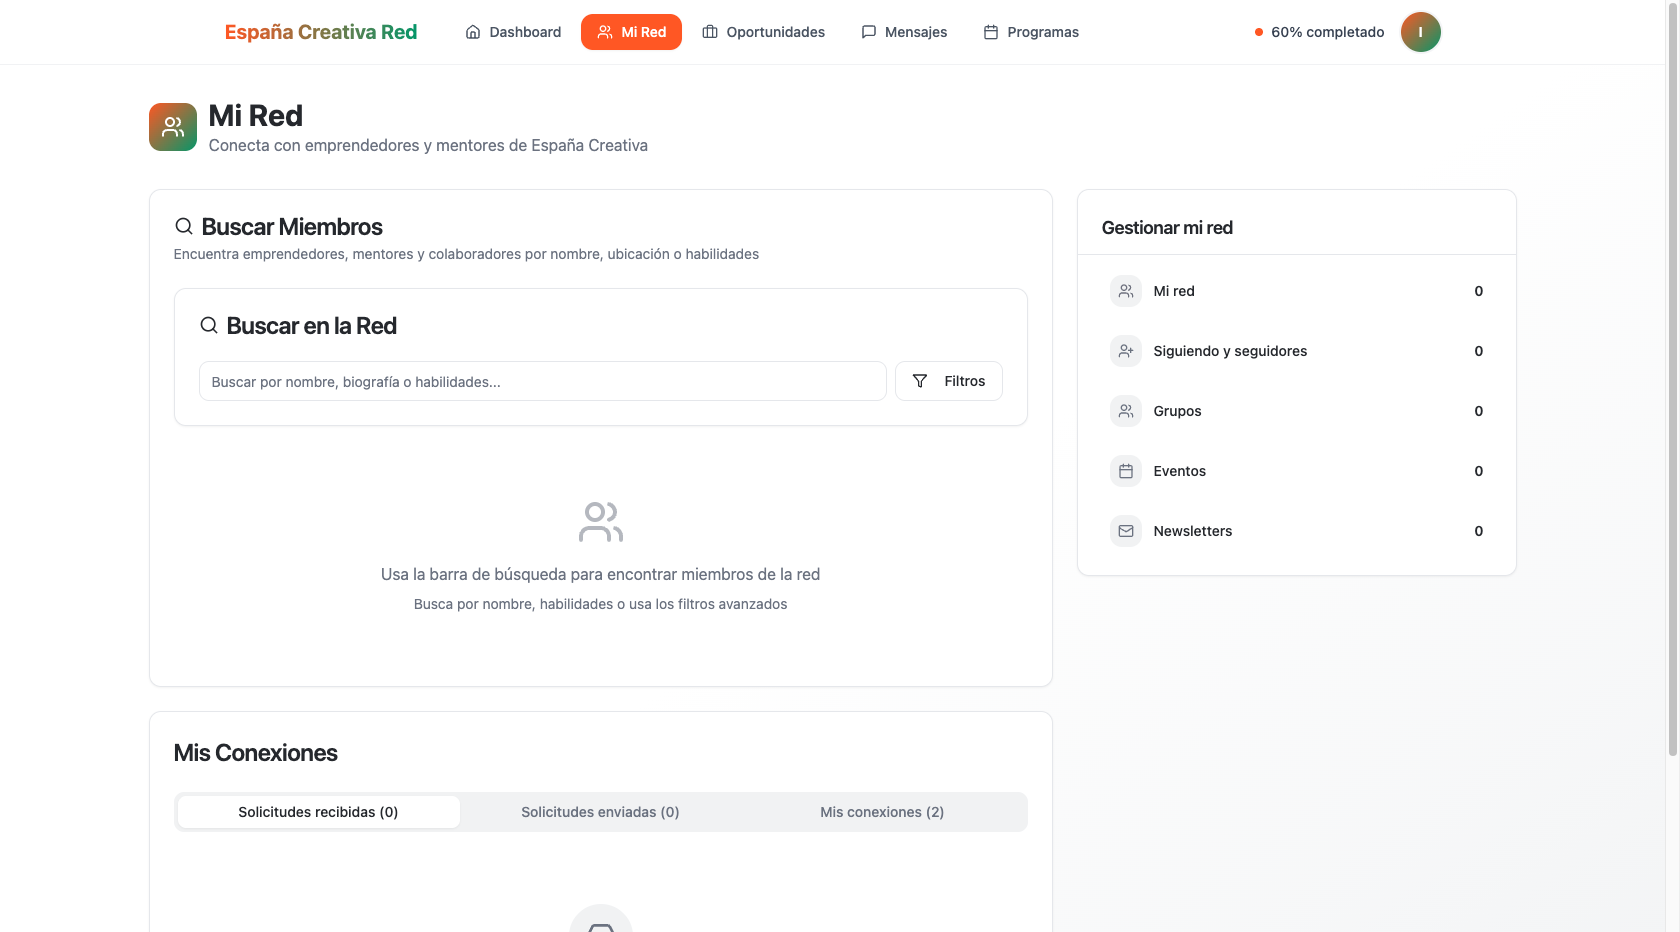 España Creativa Red
Dashboard
Mi Red
Oportunidades
Mensajes
Programas
60% completado
I
Mi Red
Conecta con emprendedores y mentores de España Creativa
Buscar Miembros
Encuentra emprendedores, mentores y colaboradores por nombre, ubicación o habilidades
Buscar en la Red
Buscar por nombre, biografía o habilidades...
Filtros
Usa la barra de búsqueda para encontrar miembros de la red
Busca por nombre, habilidades o usa los filtros avanzados
Gestionar mi red
Mi red 0
Siguiendo y seguidores 0
Grupos 0
Eventos 0
Newsletters 0
Mis Conexiones
Solicitudes recibidas (0)
Solicitudes enviadas (0)
Mis conexiones (2)